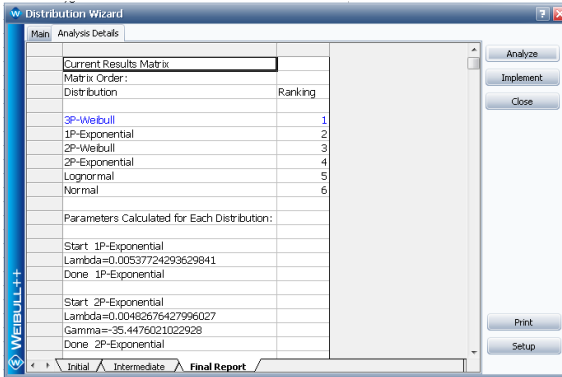 Distribution Wizard
Main Analysis Details
Current Results Matrix
Matrix Order:
Distribution Ranking
3P-Weibull 1
1P-Exponential 2
2P-Weibull 3
2P-Exponential 4
Lognormal 5
Normal 6
Parameters Calculated for Each Distribution:
Start 1P-Exponential
Lambda=0.00537724293629841
Done 1P-Exponential
Start 2P-Exponential
Lambda=0.00482676427996027
Gamma=-35.4476021022928
Done 2P-Exponential
Initial Intermediate Final Report
Analyze
Implement
Close
Print
Setup
WEIBULL++